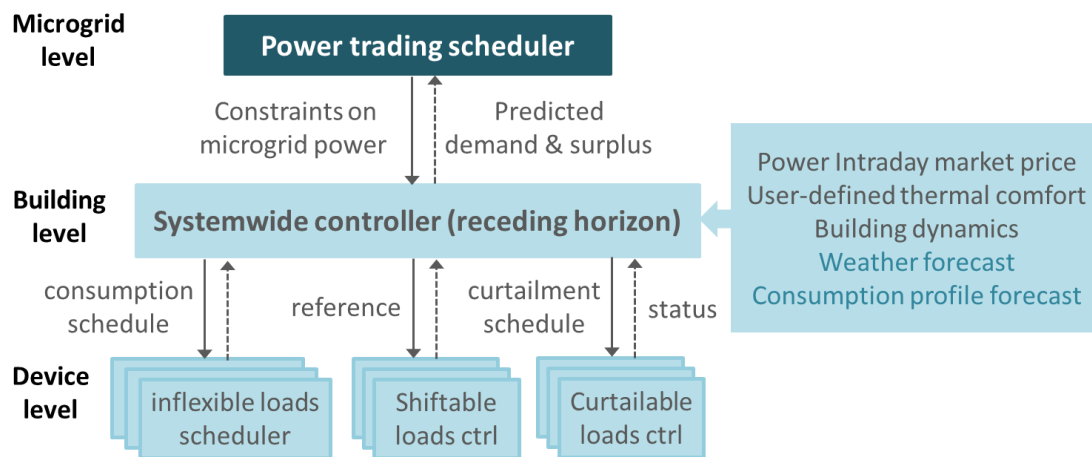 Microgrid
level
Power trading scheduler
Constraints on
microgrid power
Predicted
demand & surplus
Power Intraday market price
User-defined thermal comfort
Building dynamics
Weather forecast
Consumption profile forecast
Building
level
Systemwide controller (receding horizon)
consumption
schedule
reference
curtailment
schedule
status
Device
level
inflexible loads
scheduler
Shiftable
loads ctrl
Curtailable
loads ctrl